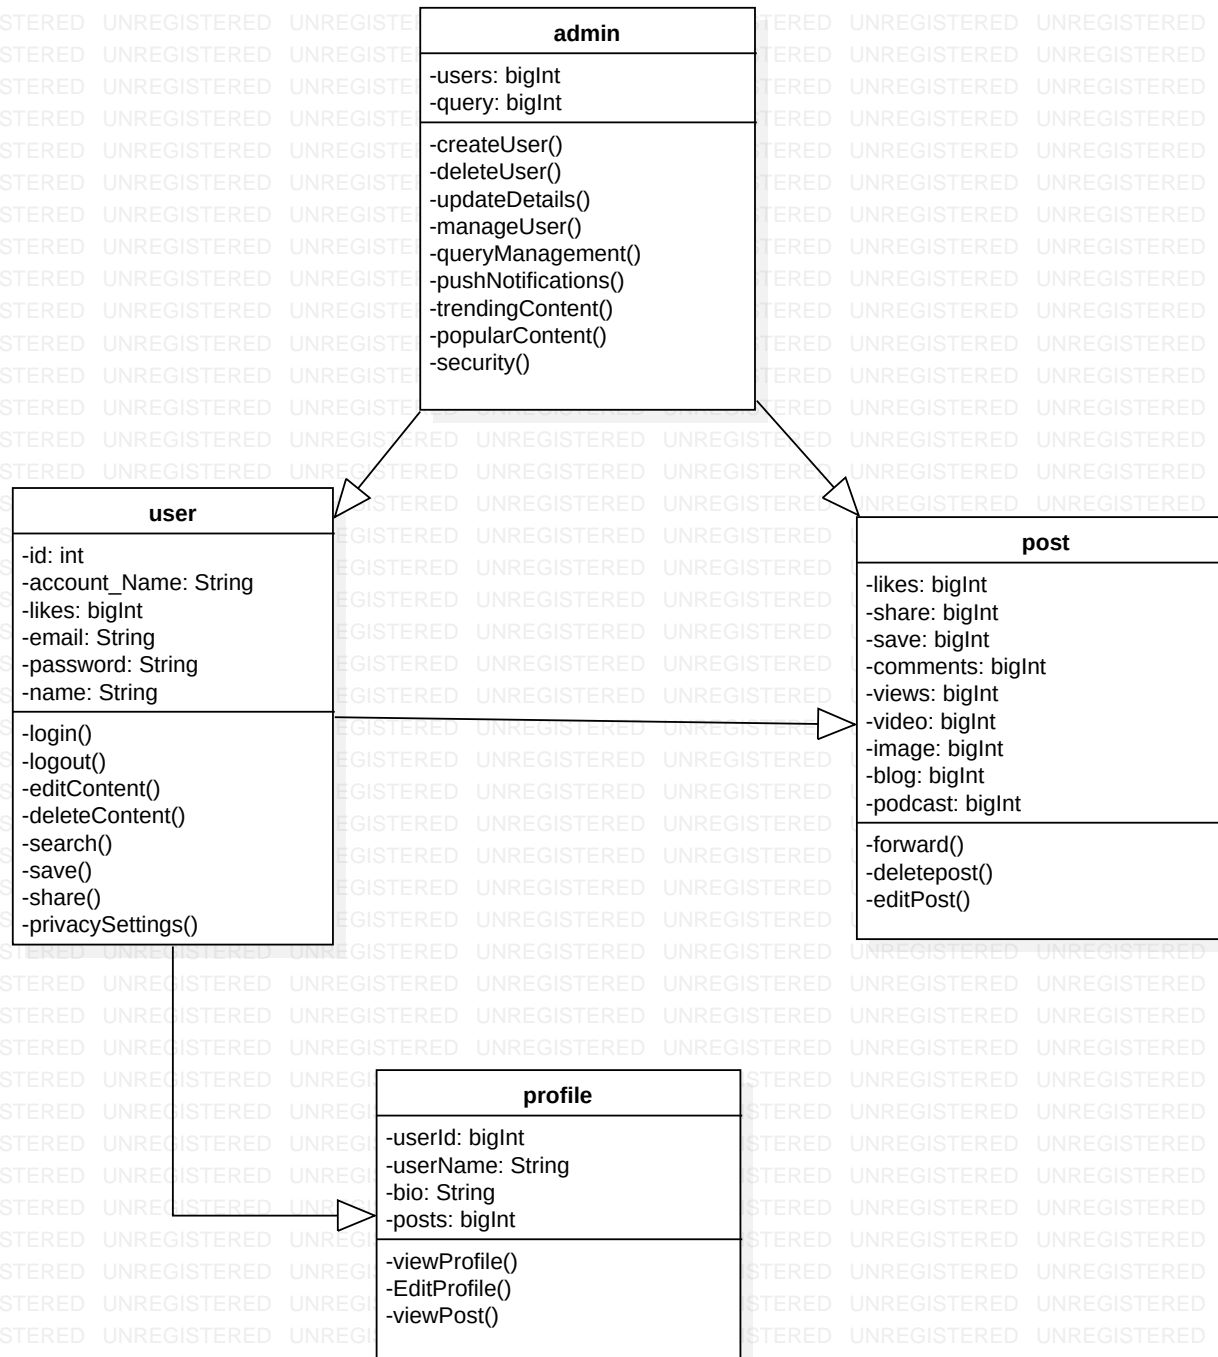 admin
-users: bigInt
-query: bigInt
-createUser()
-deleteUser()
-updateDetails()
-manageUser()
-queryManagement()
-pushNotifications()
-trendingContent()
-popularContent()
-security()
user
-id: int
-account_Name: String
-likes: bigInt
-email: String
-password: String
-name: String
-login()
-logout()
-editContent()
-deleteContent()
-search()
-save()
-share()
-privacySettings()
post
-likes: bigInt
-share: bigInt
-save: bigInt
-comments: bigInt
-views: bigInt
-video: bigInt
-image: bigInt
-blog: bigInt
-podcast: bigInt
-forward()
-deletepost()
-editPost()
profile
-userId: bigInt
-userName: String
-bio: String
-posts: bigInt
-viewProfile()
-EditProfile()
-viewPost()
UNREGISTERED